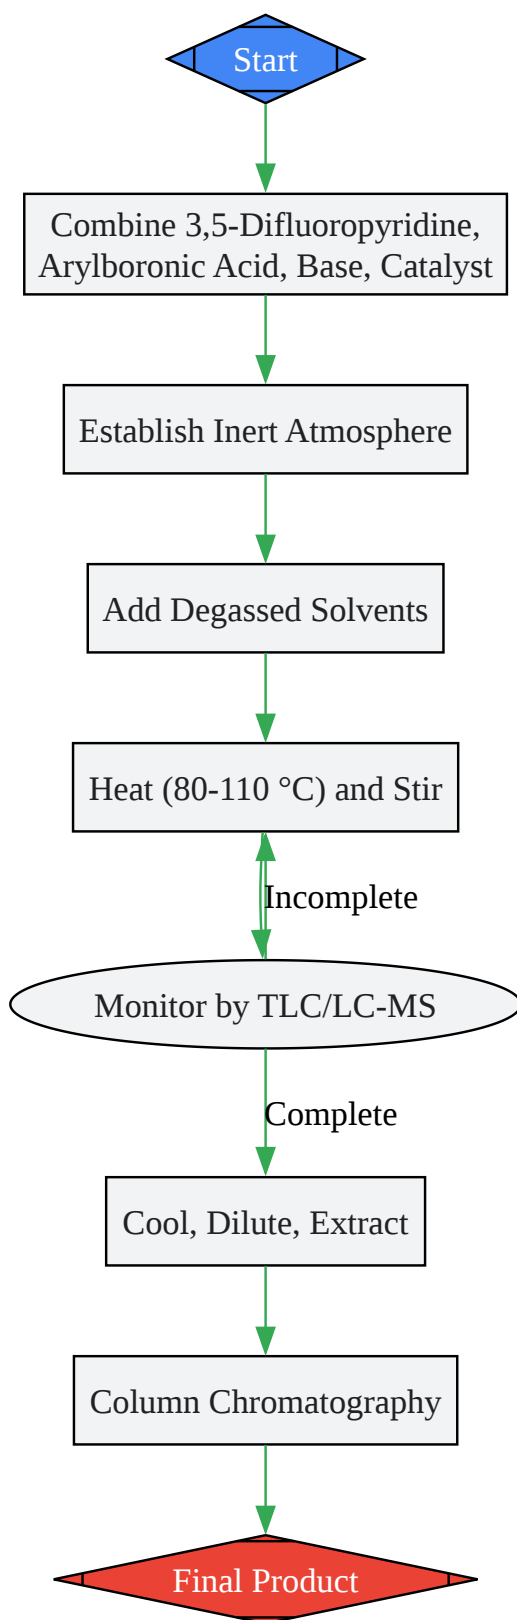 Start
Combine 3,5-Difluoropyridine,
Arylboronic Acid, Base, Catalyst
Establish Inert Atmosphere
Add Degassed Solvents
Heat (80-110 °C) and Stir
Incomplete
Monitor by TLC/LC-MS
Complete
Cool, Dilute, Extract
Column Chromatography
Final Product